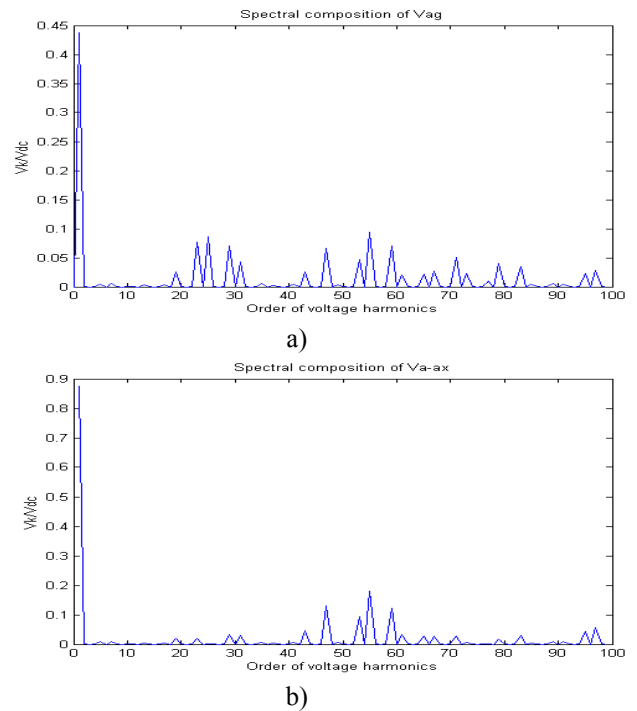 Spectral composition of Vag
0.45
0.4
0.35
0.3
0.25
0.2
0.15
0.1
0.05
0
Vk/Vdc
0 10 20 30 40 50 60 70 80 90 100
Order of voltage harmonics
a)
Spectral composition of Va-ax
0.9
0.8
0.7
0.6
0.5
0.4
0.3
0.2
0.1
0
Vk/Vdc
0 10 20 30 40 50 60 70 80 90 100
Order of voltage harmonics
b)